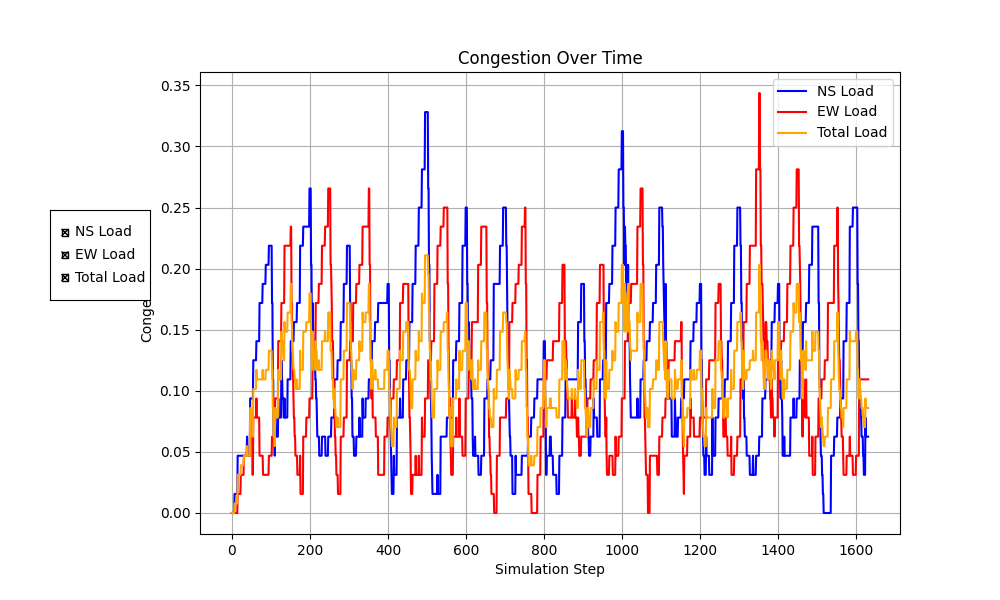 Congestion Over Time
NS Load
EW Load
Total Load
NS Load
EW Load
Total Load
0.35
0.30
0.25
0.20
0.15
0.10
0.05
0.00
Conge
0
200
400
600
800
1000
1200
1400
1600
Simulation Step